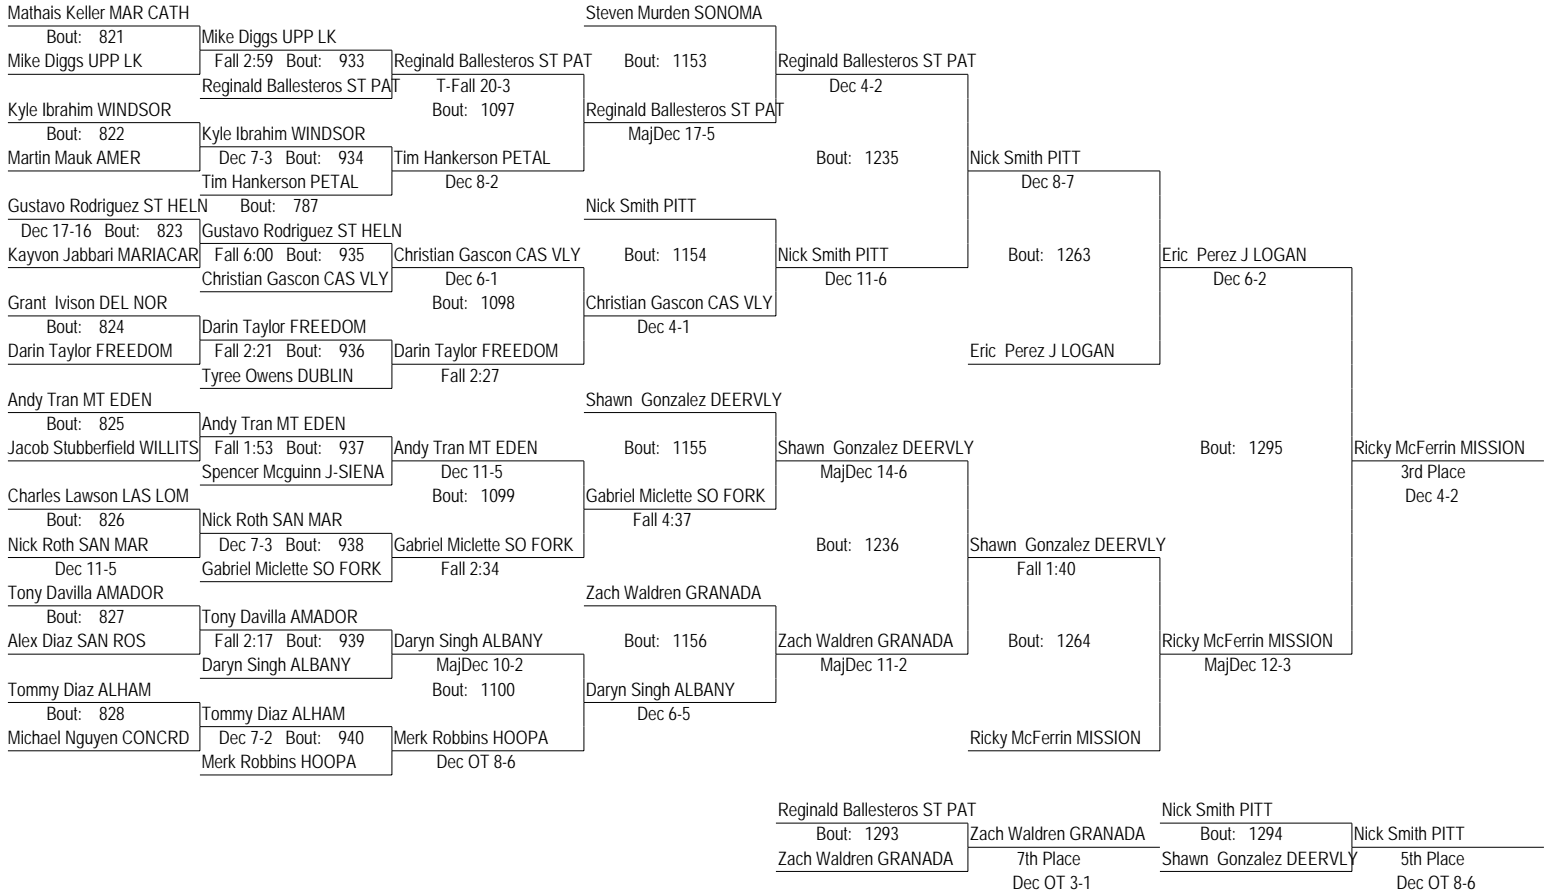 Mathais Keller MAR CATH
Steven Murden SONOMA
Bout: 821
Mike Diggs UPP LK
Mike Diggs UPP LK
Fall 2:59 Bout: 933
Reginald Ballesteros ST PAT
Bout: 1153
Reginald Ballesteros ST PAT
Reginald Ballesteros ST PAT
T-Fall 20-3
Dec 4-2
Kyle Ibrahim WINDSOR
Bout: 1097
Reginald Ballesteros ST PAT
Bout: 822
Kyle Ibrahim WINDSOR
MajDec 17-5
Martin Mauk AMER
Dec 7-3 Bout: 934
Tim Hankerson PETAL
Bout: 1235
Nick Smith PITT
Tim Hankerson PETAL
Dec 8-2
Dec 8-7
Gustavo Rodriguez ST HELN
Bout: 787
Nick Smith PITT
Dec 17-16 Bout: 823
Gustavo Rodriguez ST HELN
Kayvon Jabbari MARIACAR
Fall 6:00 Bout: 935
Christian Gascon CAS VLY
Bout: 1154
Nick Smith PITT
Bout: 1263
Eric Perez J LOGAN
Christian Gascon CAS VLY
Dec 6-1
Dec 11-6
Dec 6-2
Grant Ivison DEL NOR
Bout: 1098
Christian Gascon CAS VLY
Bout: 824
Darin Taylor FREEDOM
Dec 4-1
Darin Taylor FREEDOM
Fall 2:21 Bout: 936
Darin Taylor FREEDOM
Eric Perez J LOGAN
Tyree Owens DUBLIN
Fall 2:27
Andy Tran MT EDEN
Shawn Gonzalez DEERVLY
Bout: 825
Andy Tran MT EDEN
Jacob Stubberfield WILLITS
Fall 1:53 Bout: 937
Andy Tran MT EDEN
Bout: 1155
Shawn Gonzalez DEERVLY
Bout: 1295
Ricky McFerrin MISSION
Spencer Mcguinn J-SIENA
Dec 11-5
MajDec 14-6
3rd Place
Charles Lawson LAS LOM
Bout: 1099
Gabriel Miclette SO FORK
Dec 4-2
Bout: 826
Nick Roth SAN MAR
Fall 4:37
Nick Roth SAN MAR
Dec 7-3 Bout: 938
Gabriel Miclette SO FORK
Bout: 1236
Shawn Gonzalez DEERVLY
Dec 11-5
Gabriel Miclette SO FORK
Fall 2:34
Fall 1:40
Tony Davilla AMADOR
Zach Waldren GRANADA
Bout: 827
Tony Davilla AMADOR
Alex Diaz SAN ROS
Fall 2:17 Bout: 939
Daryn Singh ALBANY
Bout: 1156
Zach Waldren GRANADA
Bout: 1264
Ricky McFerrin MISSION
Daryn Singh ALBANY
MajDec 10-2
MajDec 11-2
MajDec 12-3
Tommy Diaz ALHAM
Bout: 1100
Daryn Singh ALBANY
Bout: 828
Tommy Diaz ALHAM
Dec 6-5
Michael Nguyen CONCRD
Dec 7-2 Bout: 940
Merk Robbins HOOPA
Ricky McFerrin MISSION
Merk Robbins HOOPA
Dec OT 8-6
Reginald Ballesteros ST PAT
Nick Smith PITT
Bout: 1293
Zach Waldren GRANADA
Bout: 1294
Nick Smith PITT
Zach Waldren GRANADA
7th Place
Shawn Gonzalez DEERVLY
5th Place
Dec OT 3-1
Dec OT 8-6